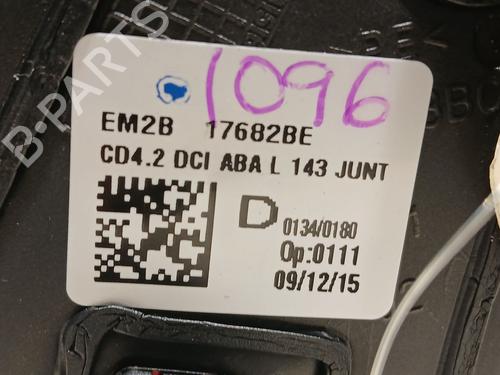 1096
EM2B 17682BE
CD4.2 DCI ABA L 143 JUNT
D 0134/0180
Op:0111
09/12/15
B-PARTS